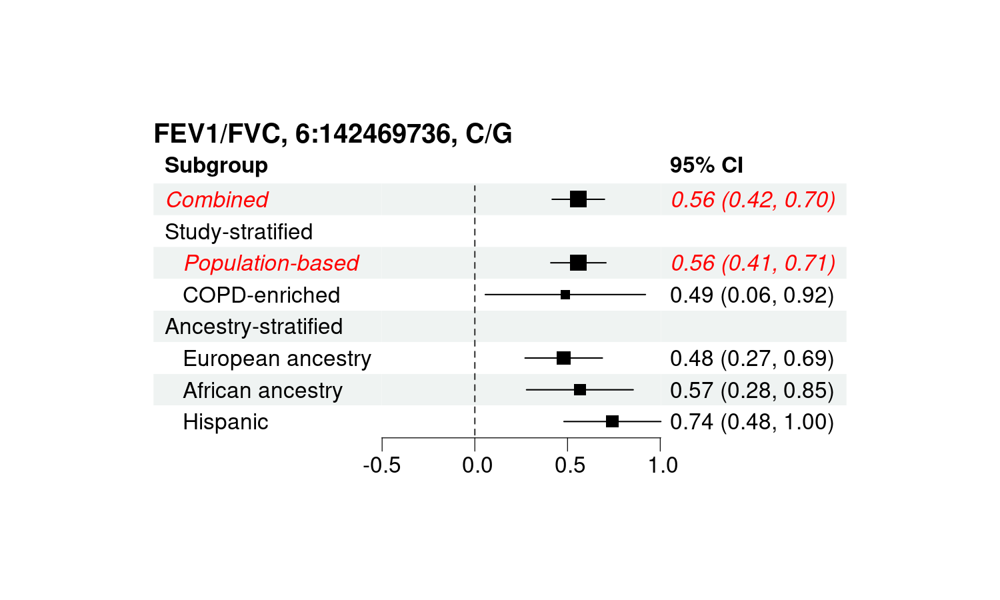 FEV1/FVC, 6:142469736, C/G
Subgroup 95% CI
Combined 0.56 (0.42, 0.70)
Study-stratified
Population-based 0.56 (0.41, 0.71)
COPD-enriched 0.49 (0.06, 0.92)
Ancestry-stratified
European ancestry 0.48 (0.27, 0.69)
African ancestry 0.57 (0.28, 0.85)
Hispanic 0.74 (0.48, 1.00)
-0.5 0.0 0.5 1.0